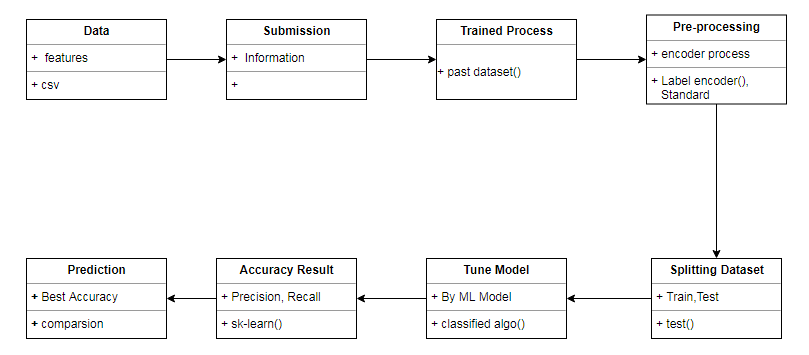 Data
+ features
+ csv
Submission
+ Information
+
Trained Process
+ past dataset()
Pre-processing
+ encoder process
+ Label encoder(),
Standard
Prediction
+ Best Accuracy
+ comparsion
Accuracy Result
+ Precision, Recall
+ sk-learn()
Tune Model
+ By ML Model
+ classified algo()
Splitting Dataset
+ Train,Test
+ test()